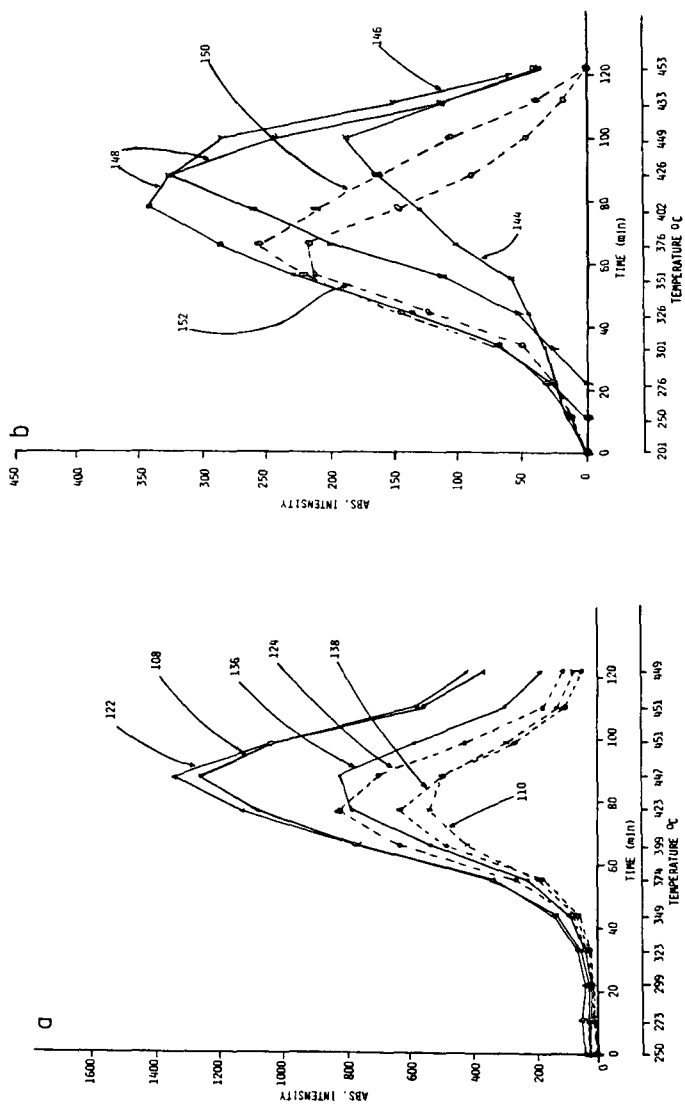 a
1600
1400
1200
1000
800
600
400
200
0
ABS. INTENSITY
122
108
136
124
138
110
0 20 40 60 80 100 120
TIME (min)
250 273 299 323 349 374 399 423 447 451 451 449
TEMPERATURE ºC
b
450
400
350
300
250
200
150
100
50
0
ABS. INTENSITY
148
150
146
152
144
0 20 40 60 80 100 120
TIME (min)
201 250 276 301 326 351 376 402 426 449 433 453
TEMPERATURE ºC